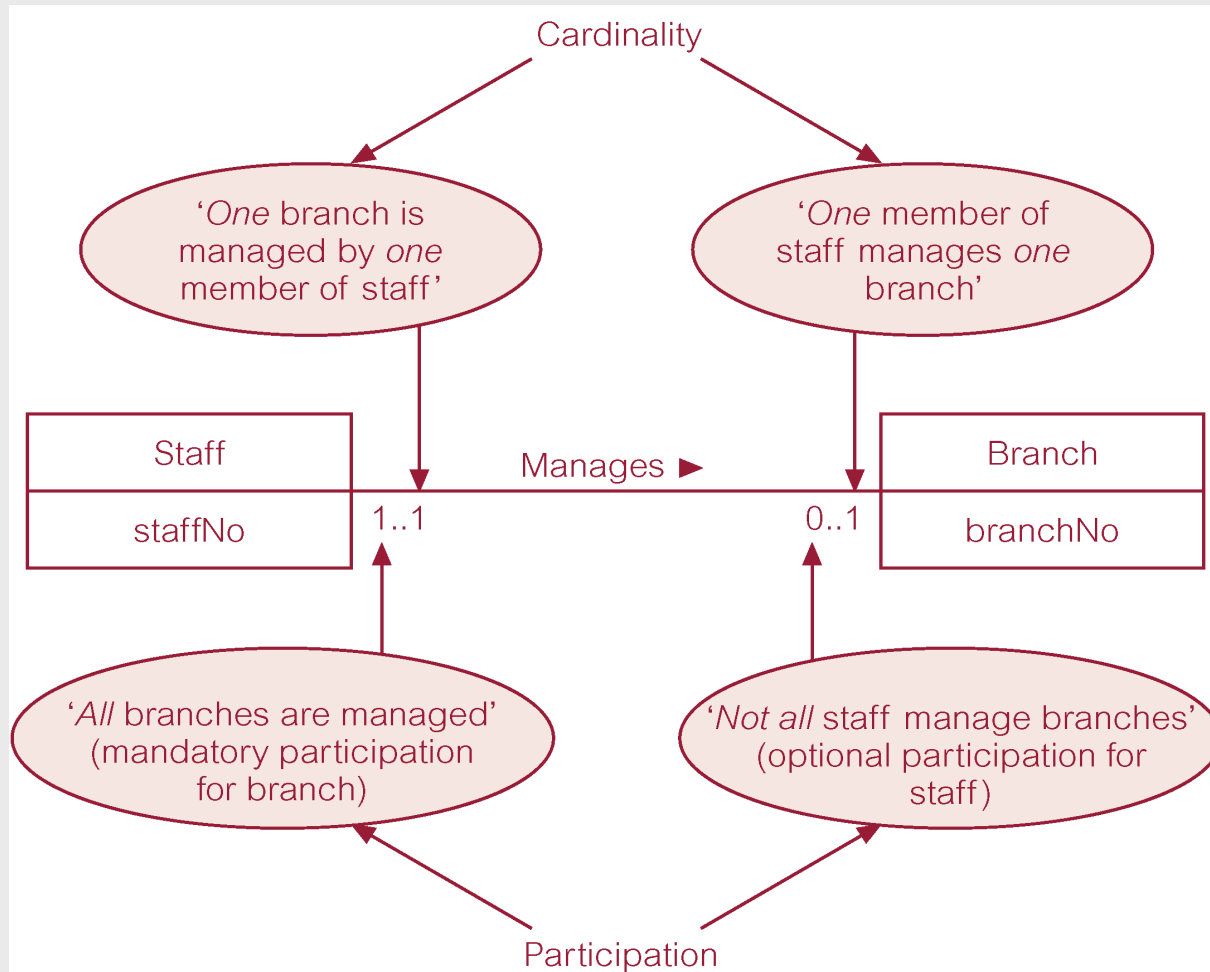 Cardinality
‘One branch is
managed by one
member of staff’
‘One member of
staff manages one
branch’
Staff
Manages ►
Branch
staffNo
1..1
0..1
branchNo
‘All branches are managed’
(mandatory participation
for branch)
‘Not all staff manage branches’
(optional participation for
staff)
Participation